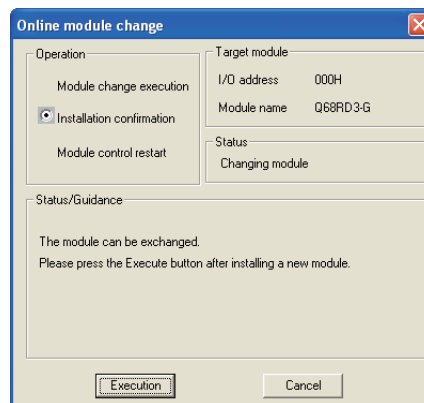 Online module change
Operation
Module change execution
Installation confirmation
Module control restart
Target module
I/O address 000H
Module name Q68RD3-G
Status
Changing module
Status/Guidance
The module can be exchanged.
Please press the Execute button after installing a new module.
Execution Cancel